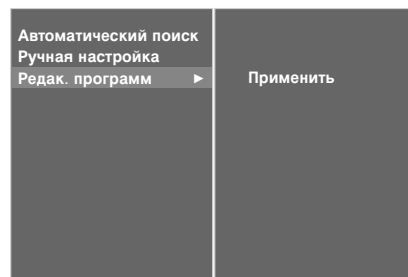 Автоматический поиск
Ручная настройка
Редак. программ ►
Применить